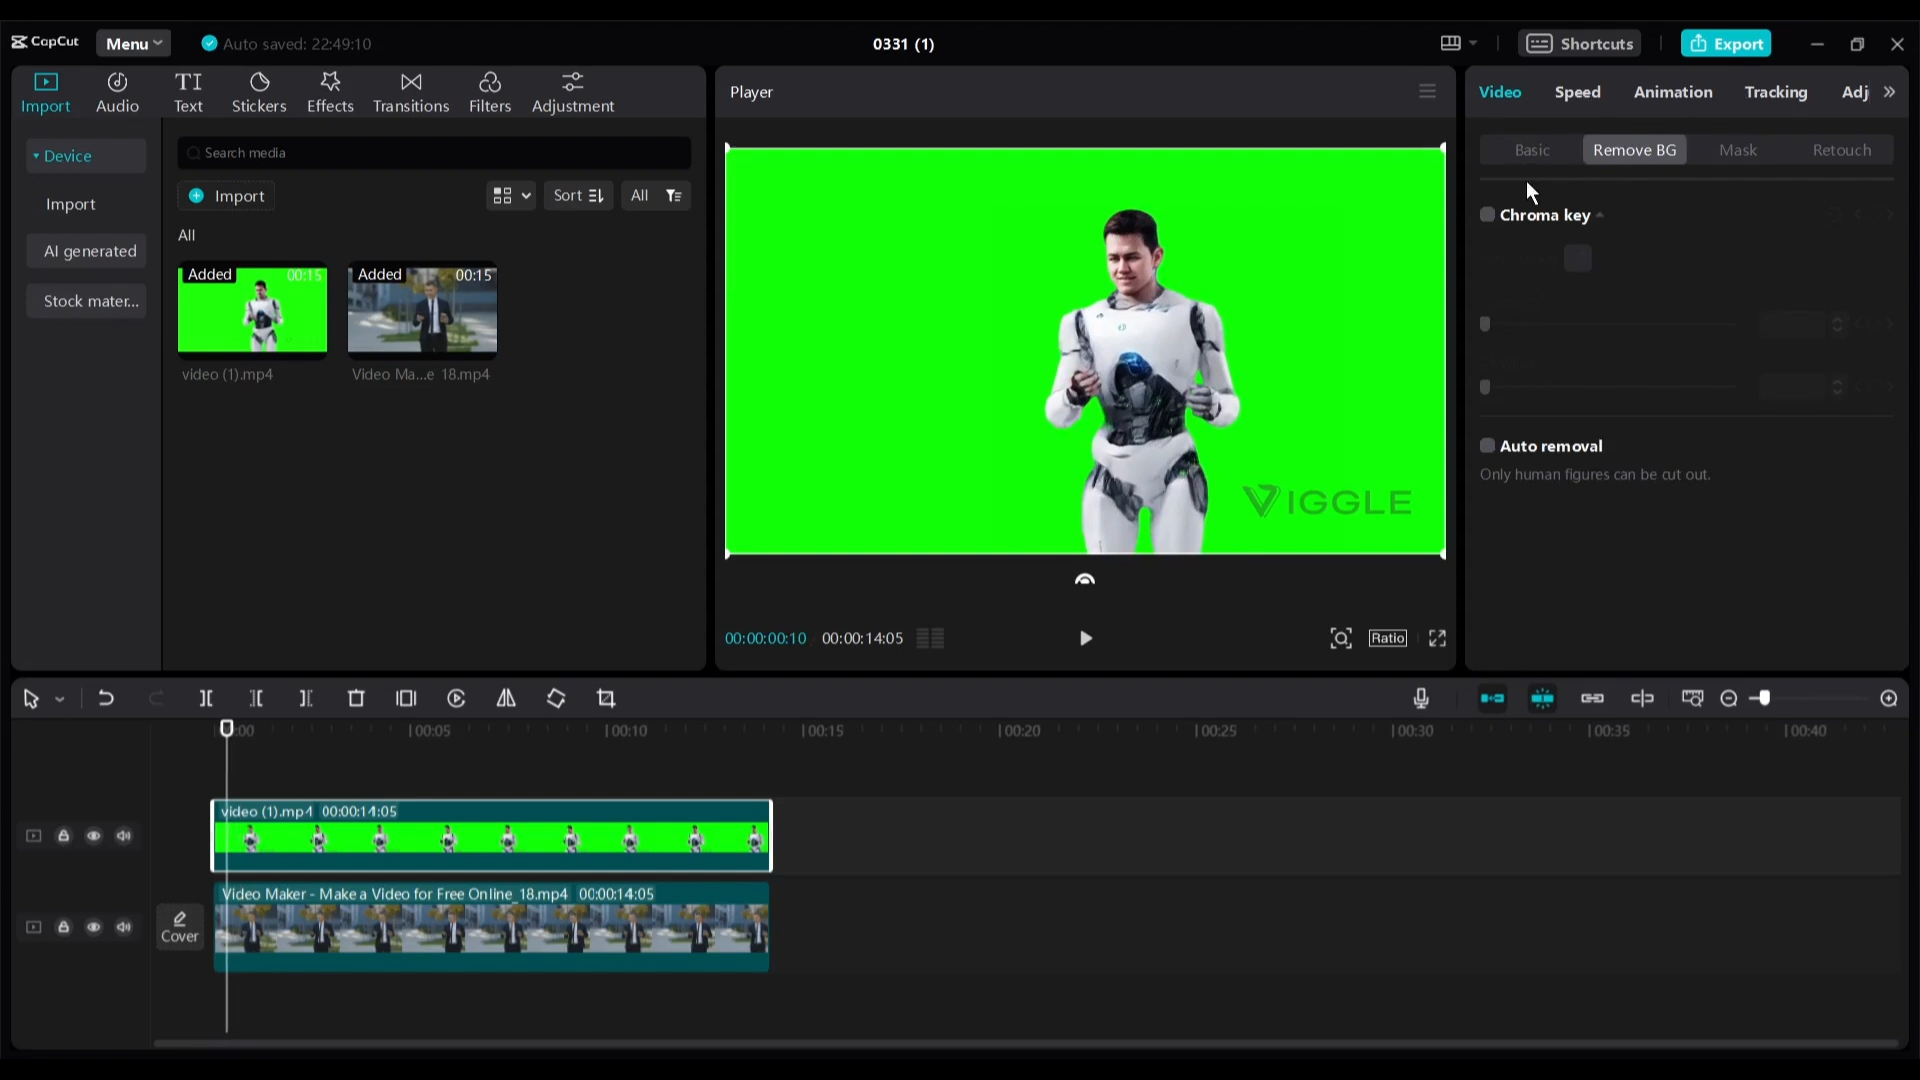 CapCut
Menu
Auto saved: 22:49:10
0331 (1)
Shortcuts
Export
Import
Audio
TI
Text
Stickers
Effects
Transitions
Filters
Adjustment
Player
Video
Speed
Animation
Tracking
Adj
Device
Import
AI generated
Stock mater...
Search media
Import
Sort
All
All
Added
00:15
Added
00:15
video (1).mp4
Video Ma...e 18.mp4
VIGGLE
00:00:00:10
00:00:14:05
Ratio
Basic
Remove BG
Mask
Retouch
Chroma key
Auto removal
Only human figures can be cut out.
00:05
00:10
00:15
00:20
00:25
00:30
00:35
00:40
video (1).mp4 00:00:14:05
Video Maker - Make a Video for Free Online_18.mp4 00:00:14:05
Cover